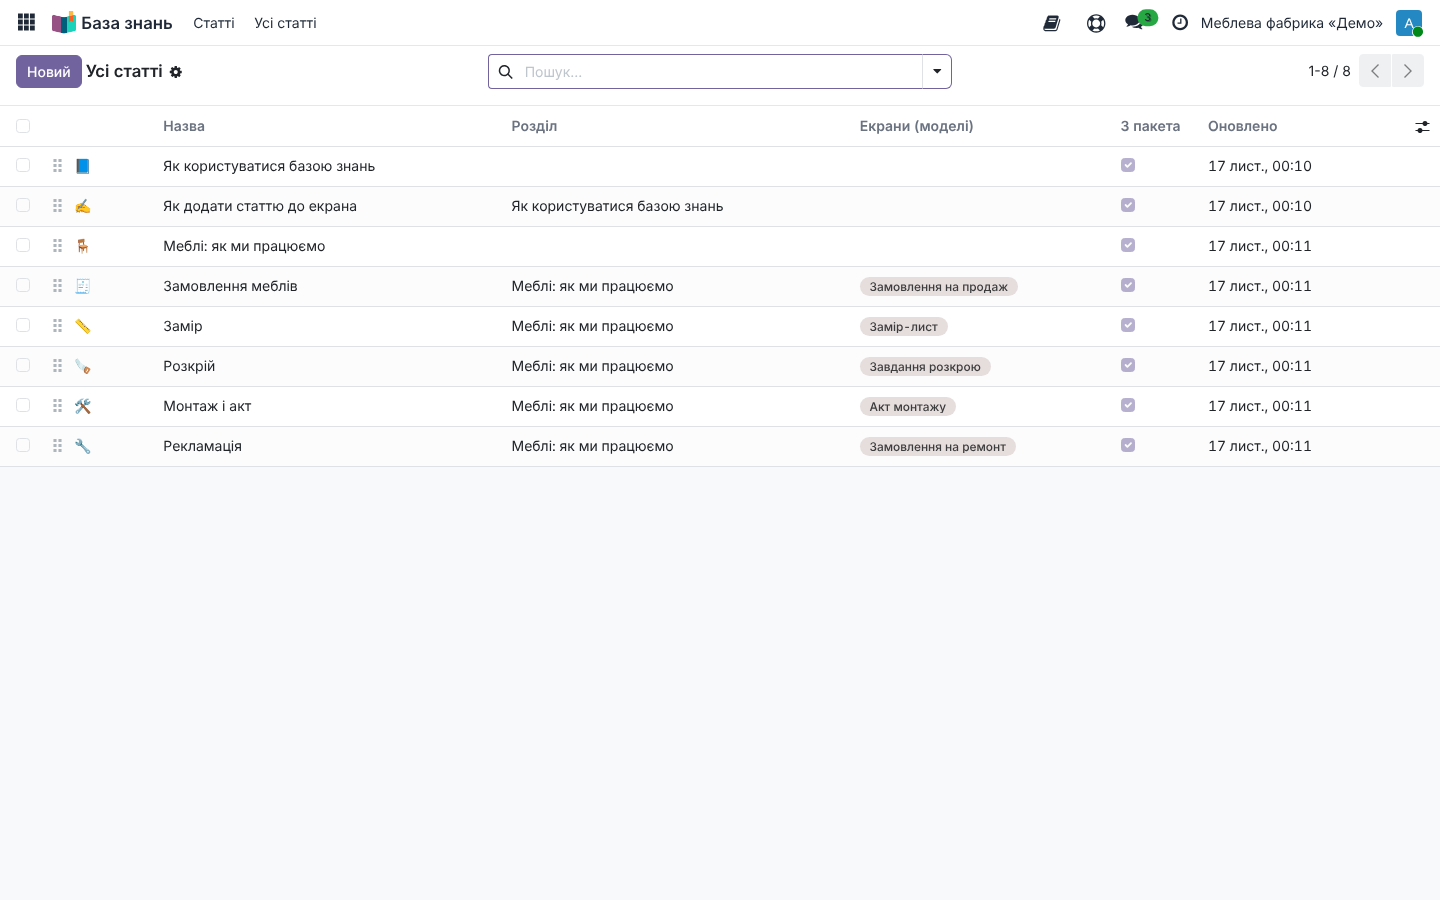 База знань Статті Усі статті 3 Меблева фабрика «Демо» A
Новий Усі статті Пошук... 1-8 / 8
Назва Розділ Екрани (моделі) З пакета Оновлено
Як користуватися базою знань 17 лист., 00:10
Як додати статтю до екрана Як користуватися базою знань 17 лист., 00:10
Меблі: як ми працюємо 17 лист., 00:11
Замовлення меблів Меблі: як ми працюємо Замовлення на продаж 17 лист., 00:11
Замір Меблі: як ми працюємо Замір-лист 17 лист., 00:11
Розкрій Меблі: як ми працюємо Завдання розкрою 17 лист., 00:11
Монтаж і акт Меблі: як ми працюємо Акт монтажу 17 лист., 00:11
Рекламація Меблі: як ми працюємо Замовлення на ремонт 17 лист., 00:11